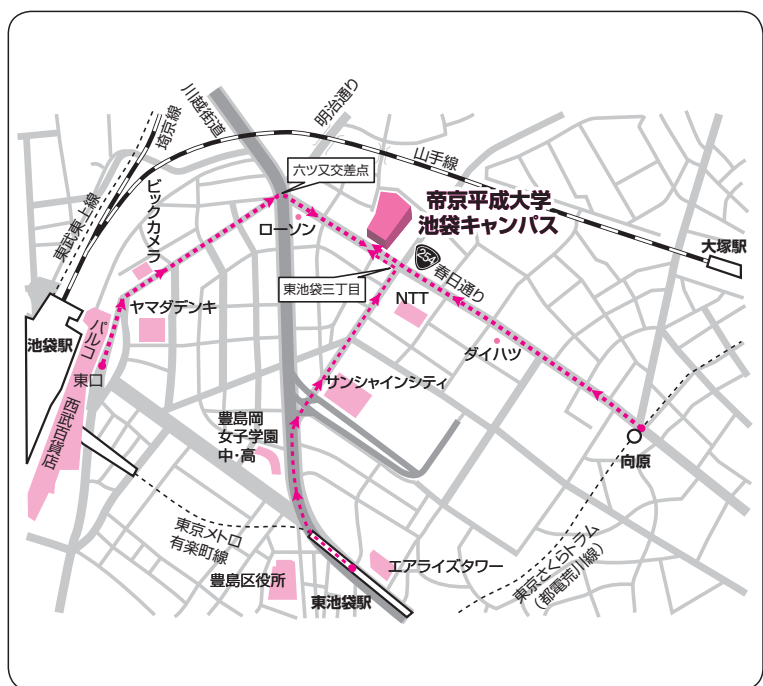 川越街道
明治通り
埼京線
山手線
六ツ又交差点
東武東上線
ビックカメラ
帝京平成大学
池袋キャンパス
ローソン
大塚駅
254
春日通り
東池袋三丁目
NTT
ヤマダデンキ
パルコ
池袋駅
ダイハツ
東口
サンシャインシティ
西武百貨店
豊島岡
女子学園
中・高
向原
東京メトロ
有楽町線
エアライズタワー
豊島区役所
東池袋駅
東京さくらトラム
(都電荒川線)